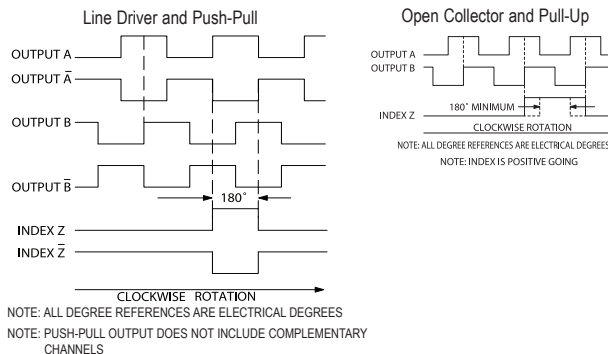 Line Driver and Push-Pull
OUTPUT A
OUTPUT A̅
OUTPUT B
OUTPUT B̅
180°
INDEX Z
INDEX Z̅
CLOCKWISE ROTATION
NOTE: ALL DEGREE REFERENCES ARE ELECTRICAL DEGREES
NOTE: PUSH-PULL OUTPUT DOES NOT INCLUDE COMPLEMENTARY
CHANNELS
Open Collector and Pull-Up
OUTPUT A
OUTPUT B
180° MINIMUM
INDEX Z
CLOCKWISE ROTATION
NOTE: ALL DEGREE REFERENCES ARE ELECTRICAL DEGREES
NOTE: INDEX IS POSITIVE GOING